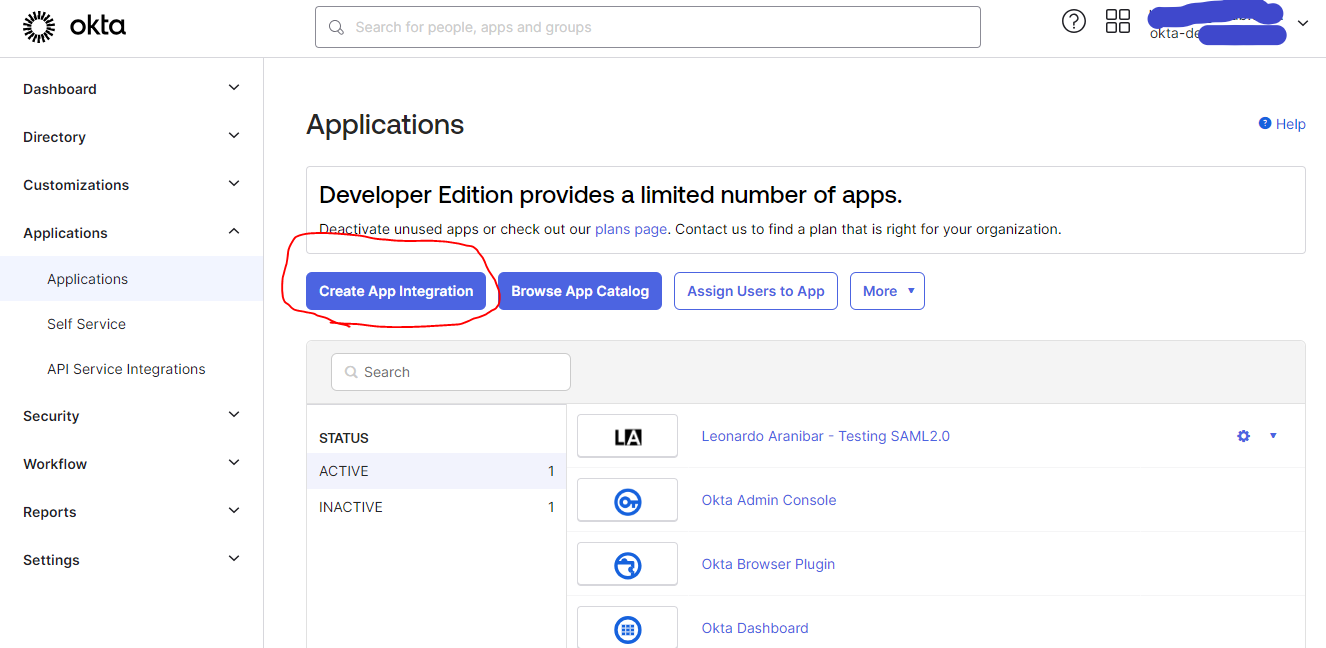 okta
Search for people, apps and groups
okta-de
Dashboard
Directory
Customizations
Applications
Applications
Self Service
API Service Integrations
Security
Workflow
Reports
Settings
Applications
Help
Developer Edition provides a limited number of apps.
Deactivate unused apps or check out our plans page. Contact us to find a plan that is right for your organization.
Create App Integration
Browse App Catalog
Assign Users to App
More
Search
STATUS
ACTIVE 1
INACTIVE 1
LA
Leonardo Aranibar - Testing SAML2.0
Okta Admin Console
Okta Browser Plugin
Okta Dashboard